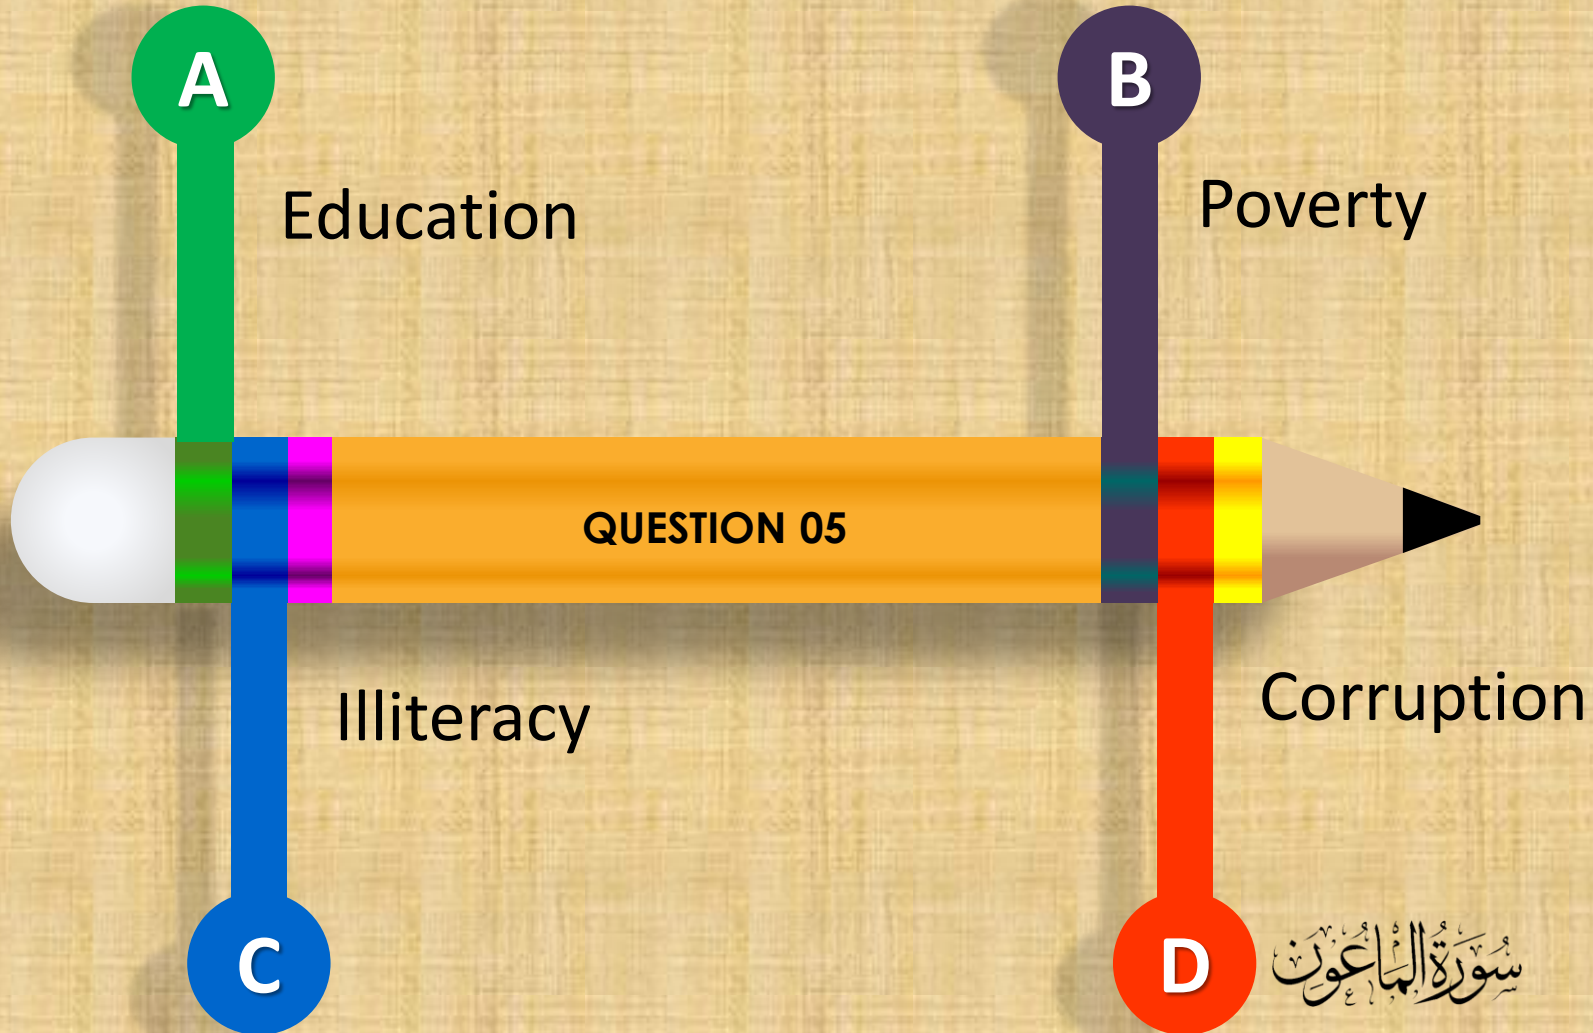 A
Education
B
Poverty
QUESTION 05
C
Illiteracy
D
Corruption
سُورَةُ الْمَاعُونِ